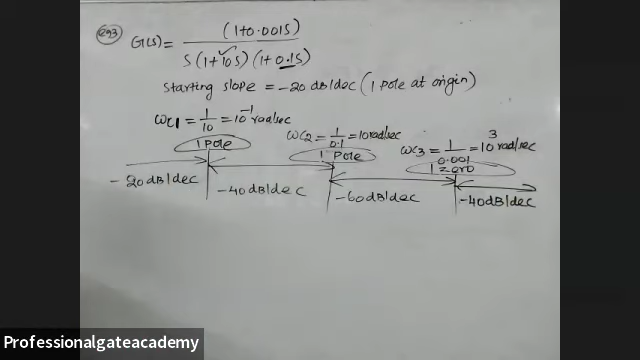 293
G(s) = (1+0.001S)
S(1+10S)(1+0.1S)
starting slope = -20 dB/dec (1 pole at origin)
ωc1 = 1/10 = 10⁻¹ rad/sec
1 pole
ωc2 = 1/0.1 = 10 rad/sec
1 Pole
ωc3 = 1/0.001 = 10³ rad/sec
1 zero
-20 dB/dec
-40 dB/dec
-60 dB/dec
-40 dB/dec
Professionalgateacademy